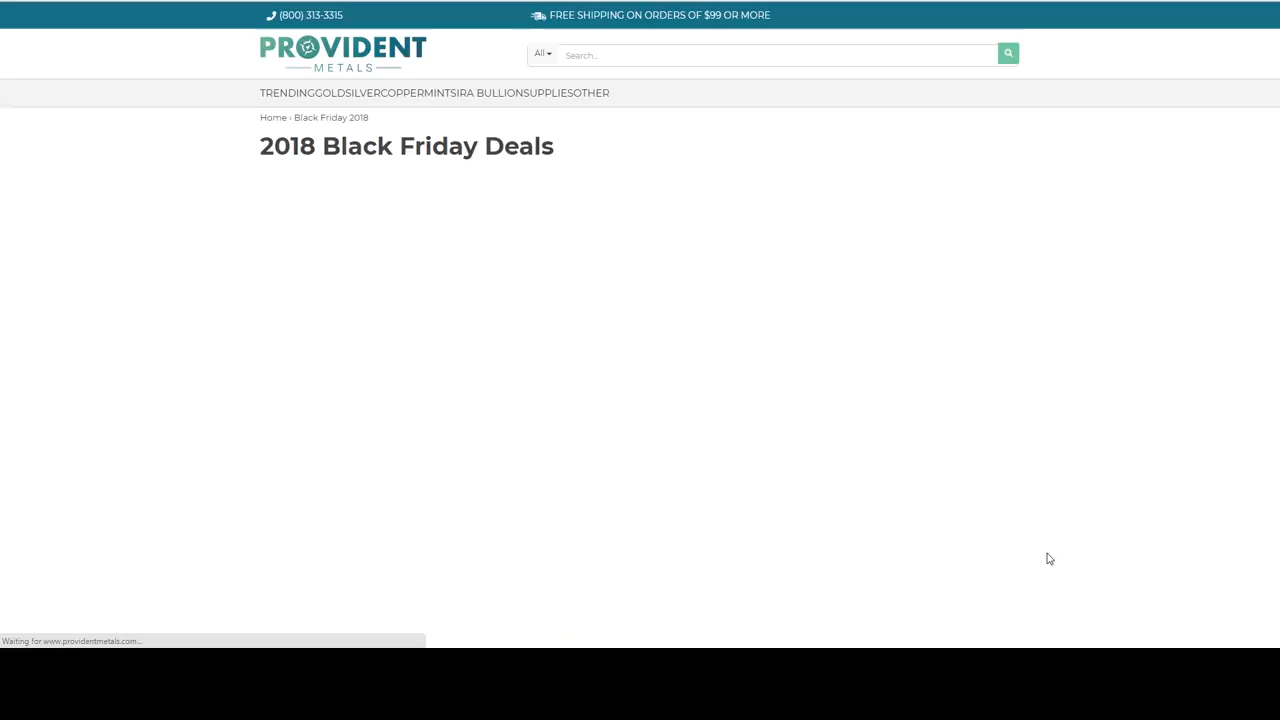 (800) 313-3315
FREE SHIPPING ON ORDERS OF $99 OR MORE
PROVIDENT
METALS
All
Search...
TRENDINGGOLDSILVERCOPPERMINTSIRA BULLIONSUPPLIESOTHER
Home › Black Friday 2018
2018 Black Friday Deals
Waiting for www.providentmetals.com...